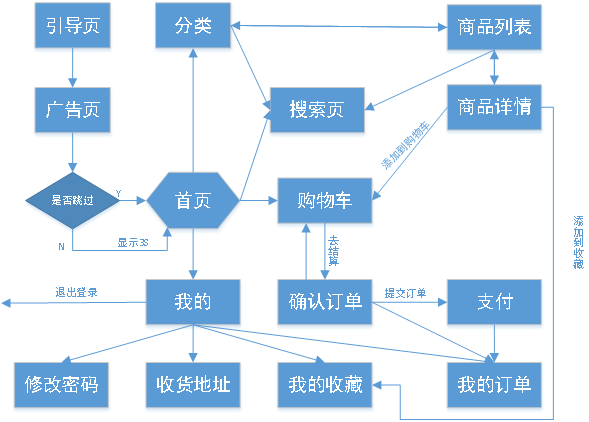 引导页
分类
商品列表
广告页
搜索页
商品详情
添加到购物车
是否跳过
Y
首页
购物车
N
显示3S
去结算
添加到收藏
退出登录
我的
确认订单
提交订单
支付
修改密码
收货地址
我的收藏
我的订单